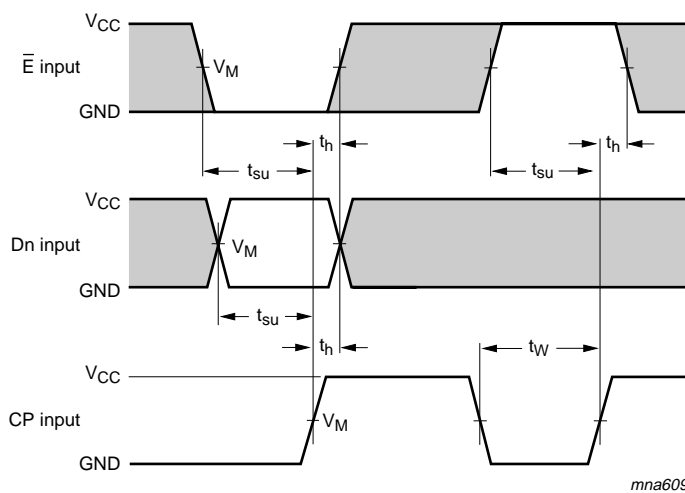 VCC
E̅ input
VM
GND
th
th
tsu
tsu
VCC
Dn input
VM
GND
tsu
th
tW
VCC
CP input
VM
GND
mna609